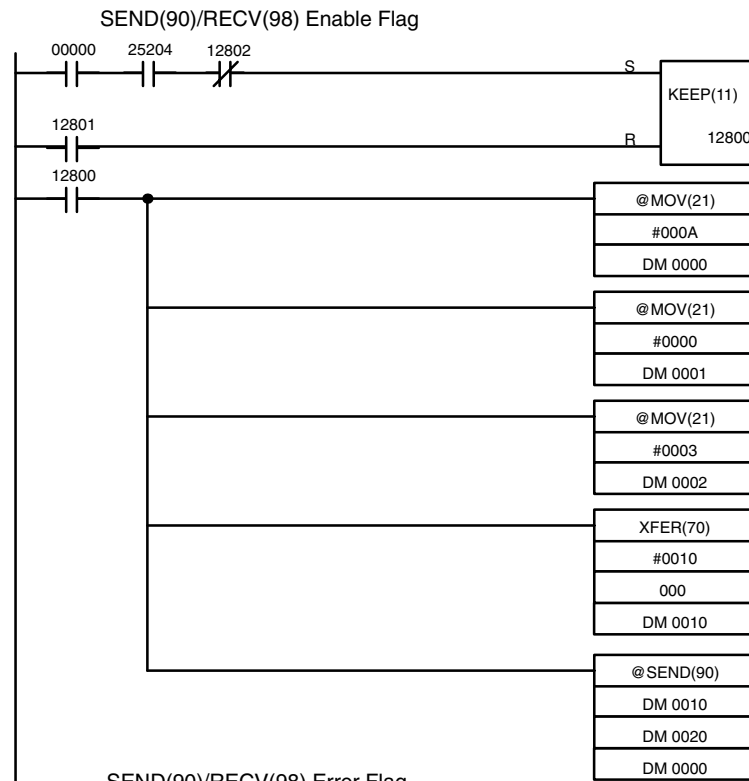 SEND(90)/RECV(98) Enable Flag
00000 25204 12802
S
KEEP(11)
12801
R
12800
12800
@MOV(21)
#000A
DM 0000
@MOV(21)
#0000
DM 0001
@MOV(21)
#0003
DM 0002
XFER(70)
#0010
000
DM 0010
@SEND(90)
DM 0010
DM 0020
DM 0000
SEND(90)/RECV(98) Error Flag